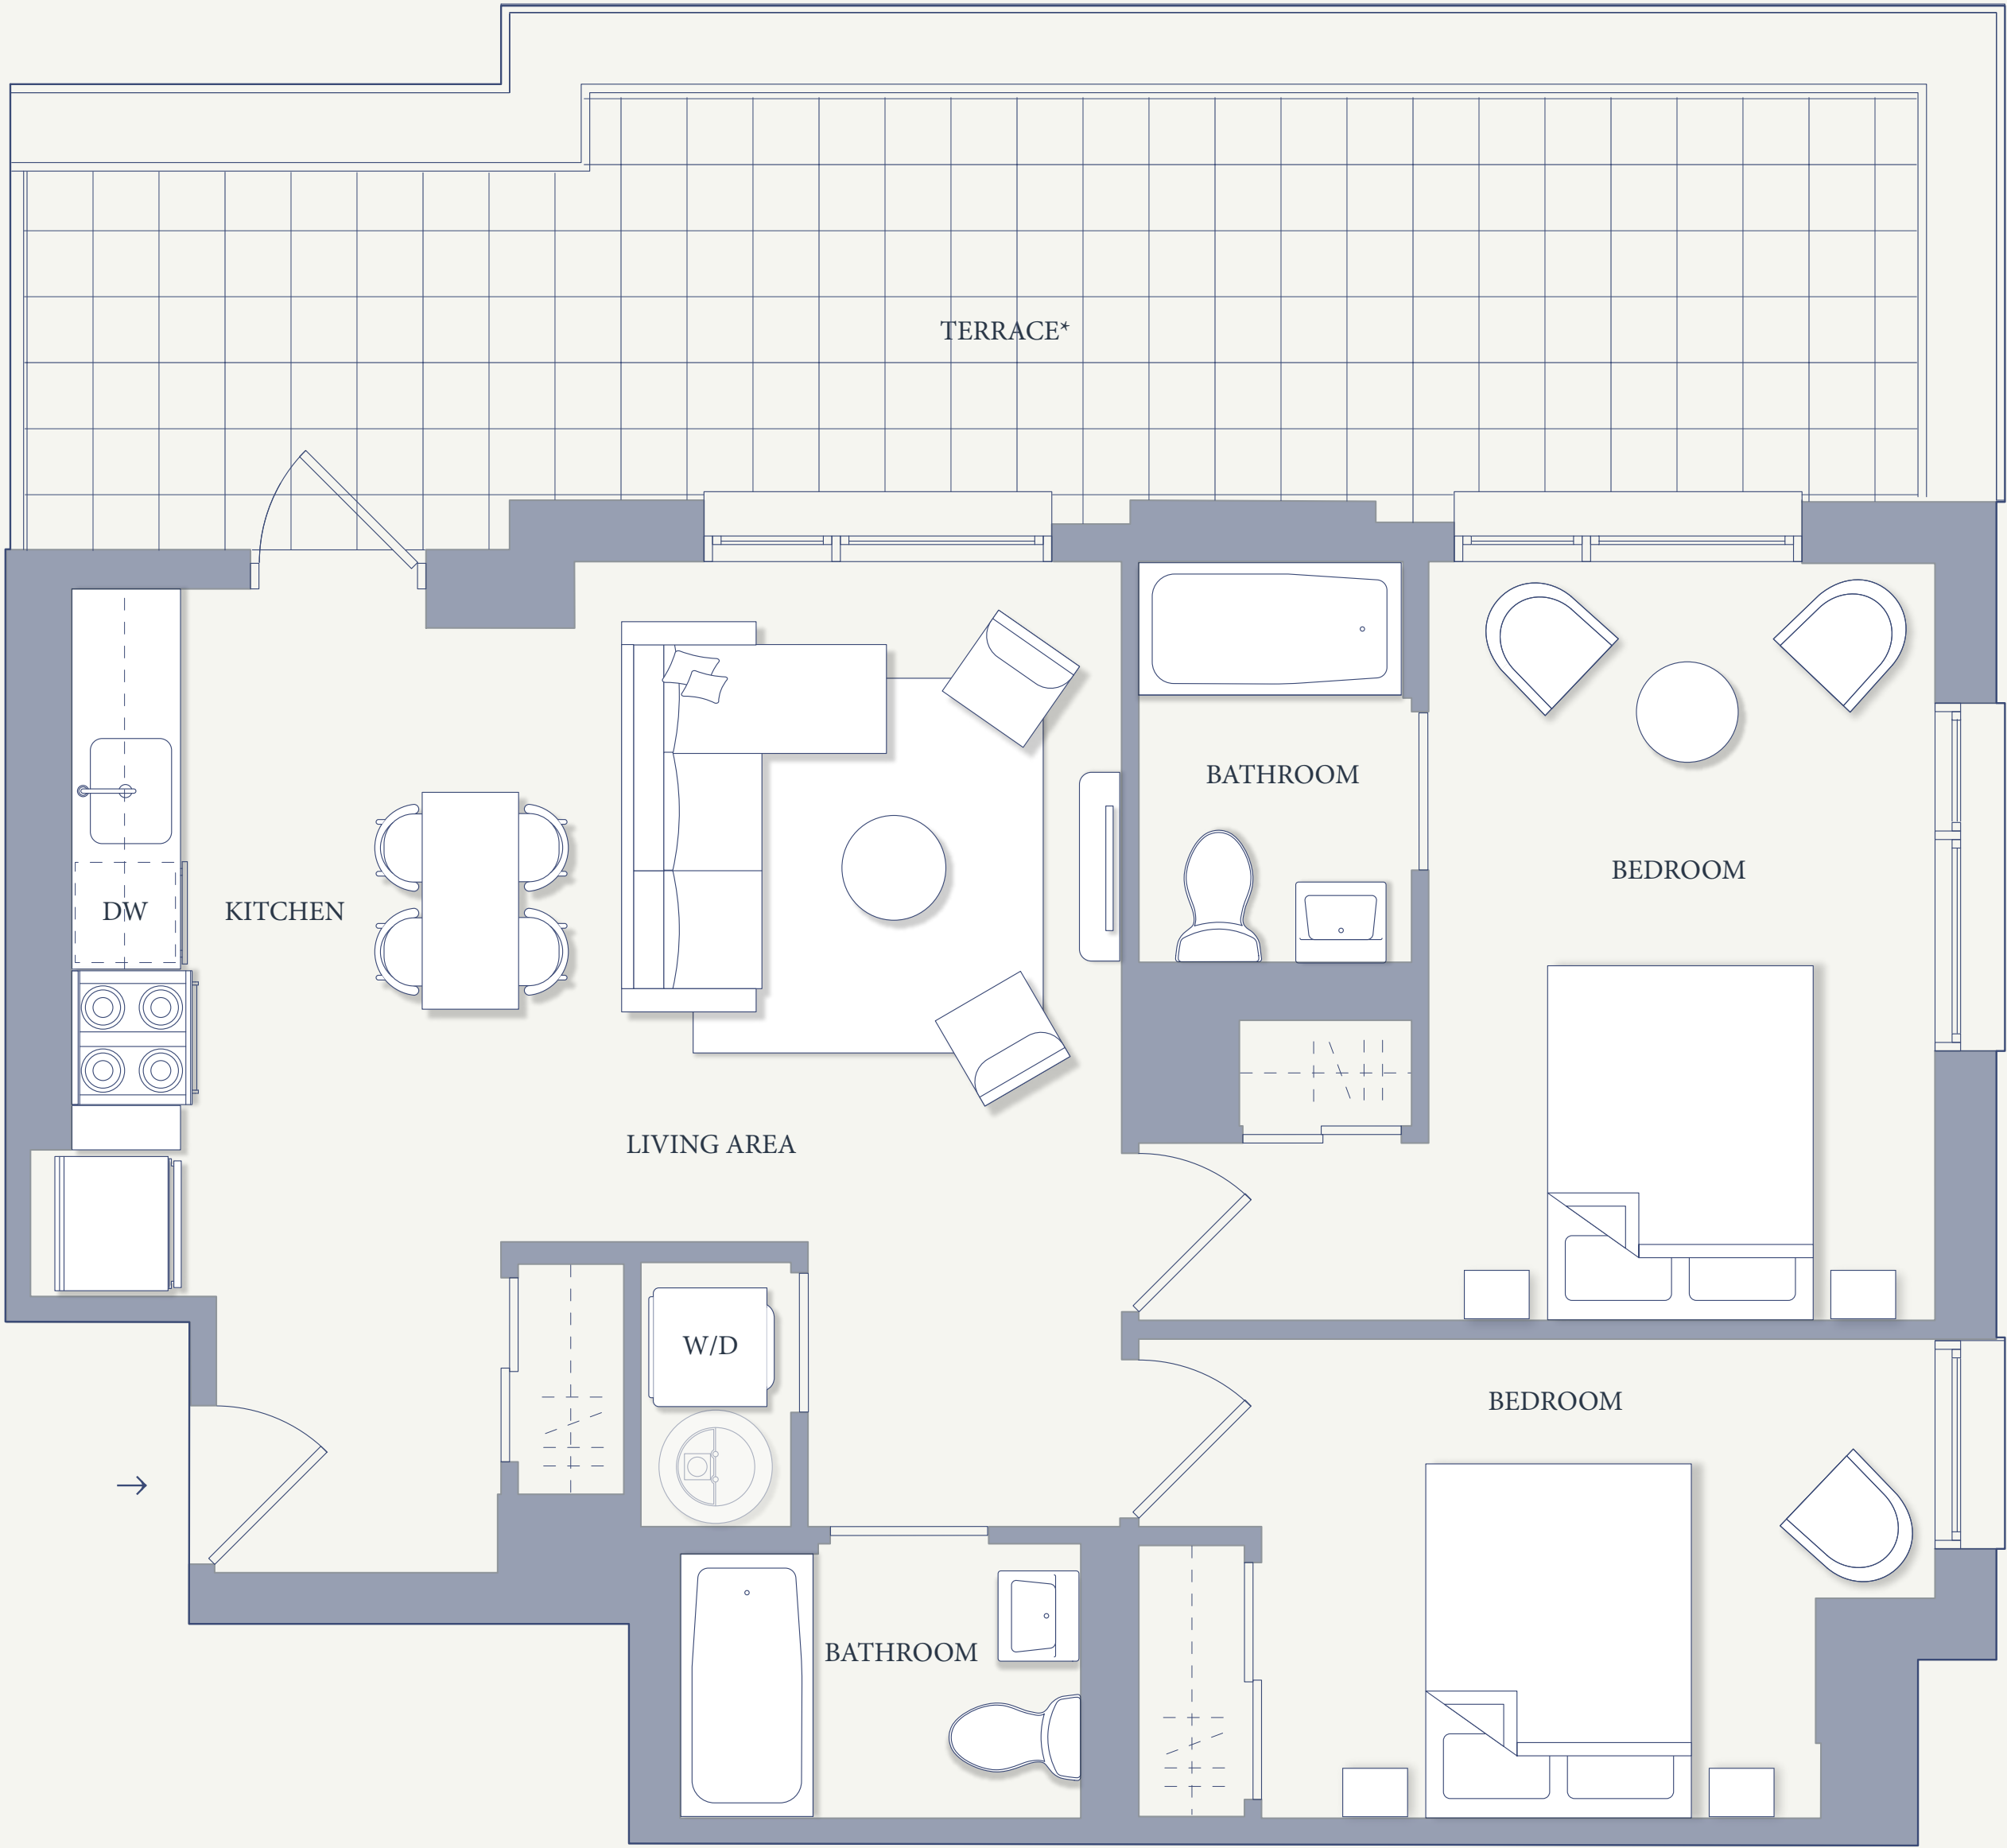 TERRACE*
BATHROOM
BEDROOM
DW
KITCHEN
LIVING AREA
W/D
BEDROOM
BATHROOM